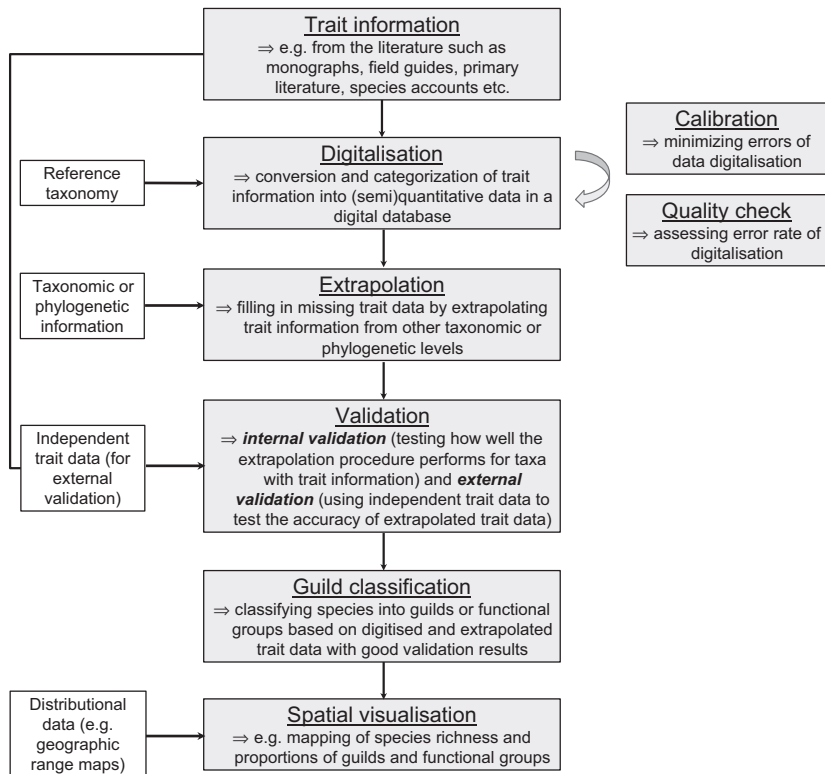 Trait information
⇒ e.g. from the literature such as
monographs, field guides, primary
literature, species accounts etc.
Calibration
⇒ minimizing errors of
data digitalisation
Reference
taxonomy
Digitalisation
⇒ conversion and categorization of trait
information into (semi)quantitative data in a
digital database
Quality check
⇒ assessing error rate of
digitalisation
Taxonomic or
phylogenetic
information
Extrapolation
⇒ filling in missing trait data by extrapolating
trait information from other taxonomic or
phylogenetic levels
Independent
trait data (for
external
validation)
Validation
⇒ internal validation (testing how well the
extrapolation procedure performs for taxa
with trait information) and external
validation (using independent trait data to
test the accuracy of extrapolated trait data)
Guild classification
⇒ classifying species into guilds or functional
groups based on digitised and extrapolated
trait data with good validation results
Distributional
data (e.g.
geographic
range maps)
Spatial visualisation
⇒ e.g. mapping of species richness and
proportions of guilds and functional groups